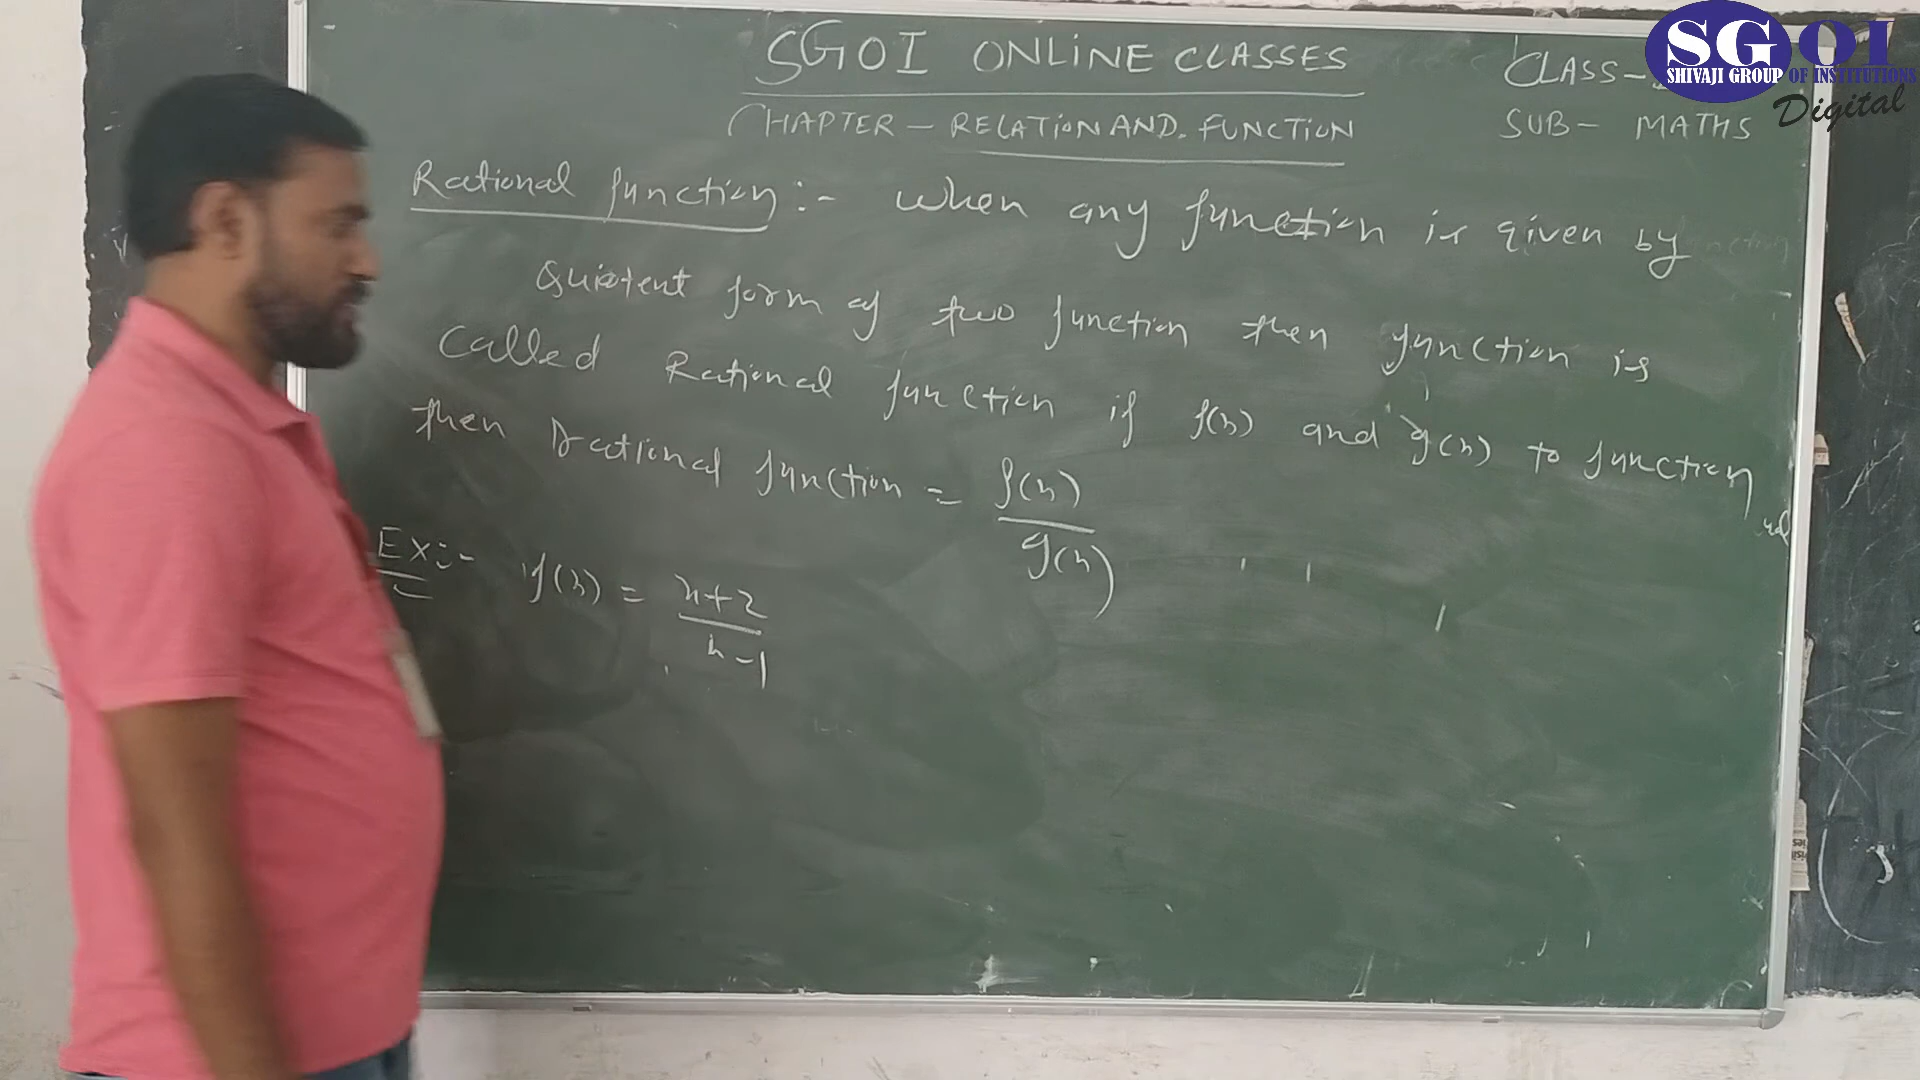 SGOI ONLINE CLASSES
CLASS-
SGOI
SHIVAJI GROUP OF INSTITUTIONS
Digital
CHAPTER - RELATION AND FUNCTION
SUB - MATHS
Rational function :- when any function is given by
Quiotent form of two function then function is
called Rational function if f(x) and g(x) to function
then Rational function = f(x)/g(x)
Ex:- f(x) = x+2/x-1